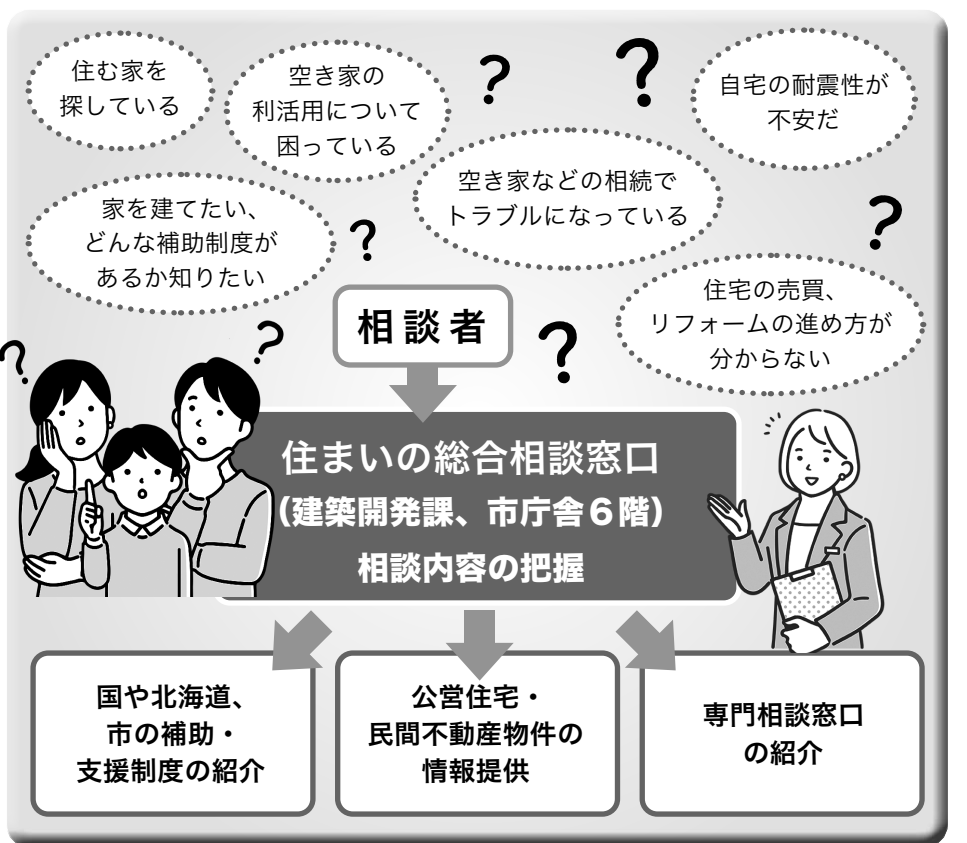 住む家を
探している
空き家の
利活用について
困っている
自宅の耐震性が
不安だ
空き家などの相続で
トラブルになっている
家を建てたい、
どんな補助制度が
あるか知りたい
住宅の売買、
リフォームの進め方が
分からない
相談者
住まいの総合相談窓口
（建築開発課、市庁舎６階）
相談内容の把握
国や北海道、
市の補助・
支援制度の紹介
公営住宅・
民間不動産物件の
情報提供
専門相談窓口
の紹介